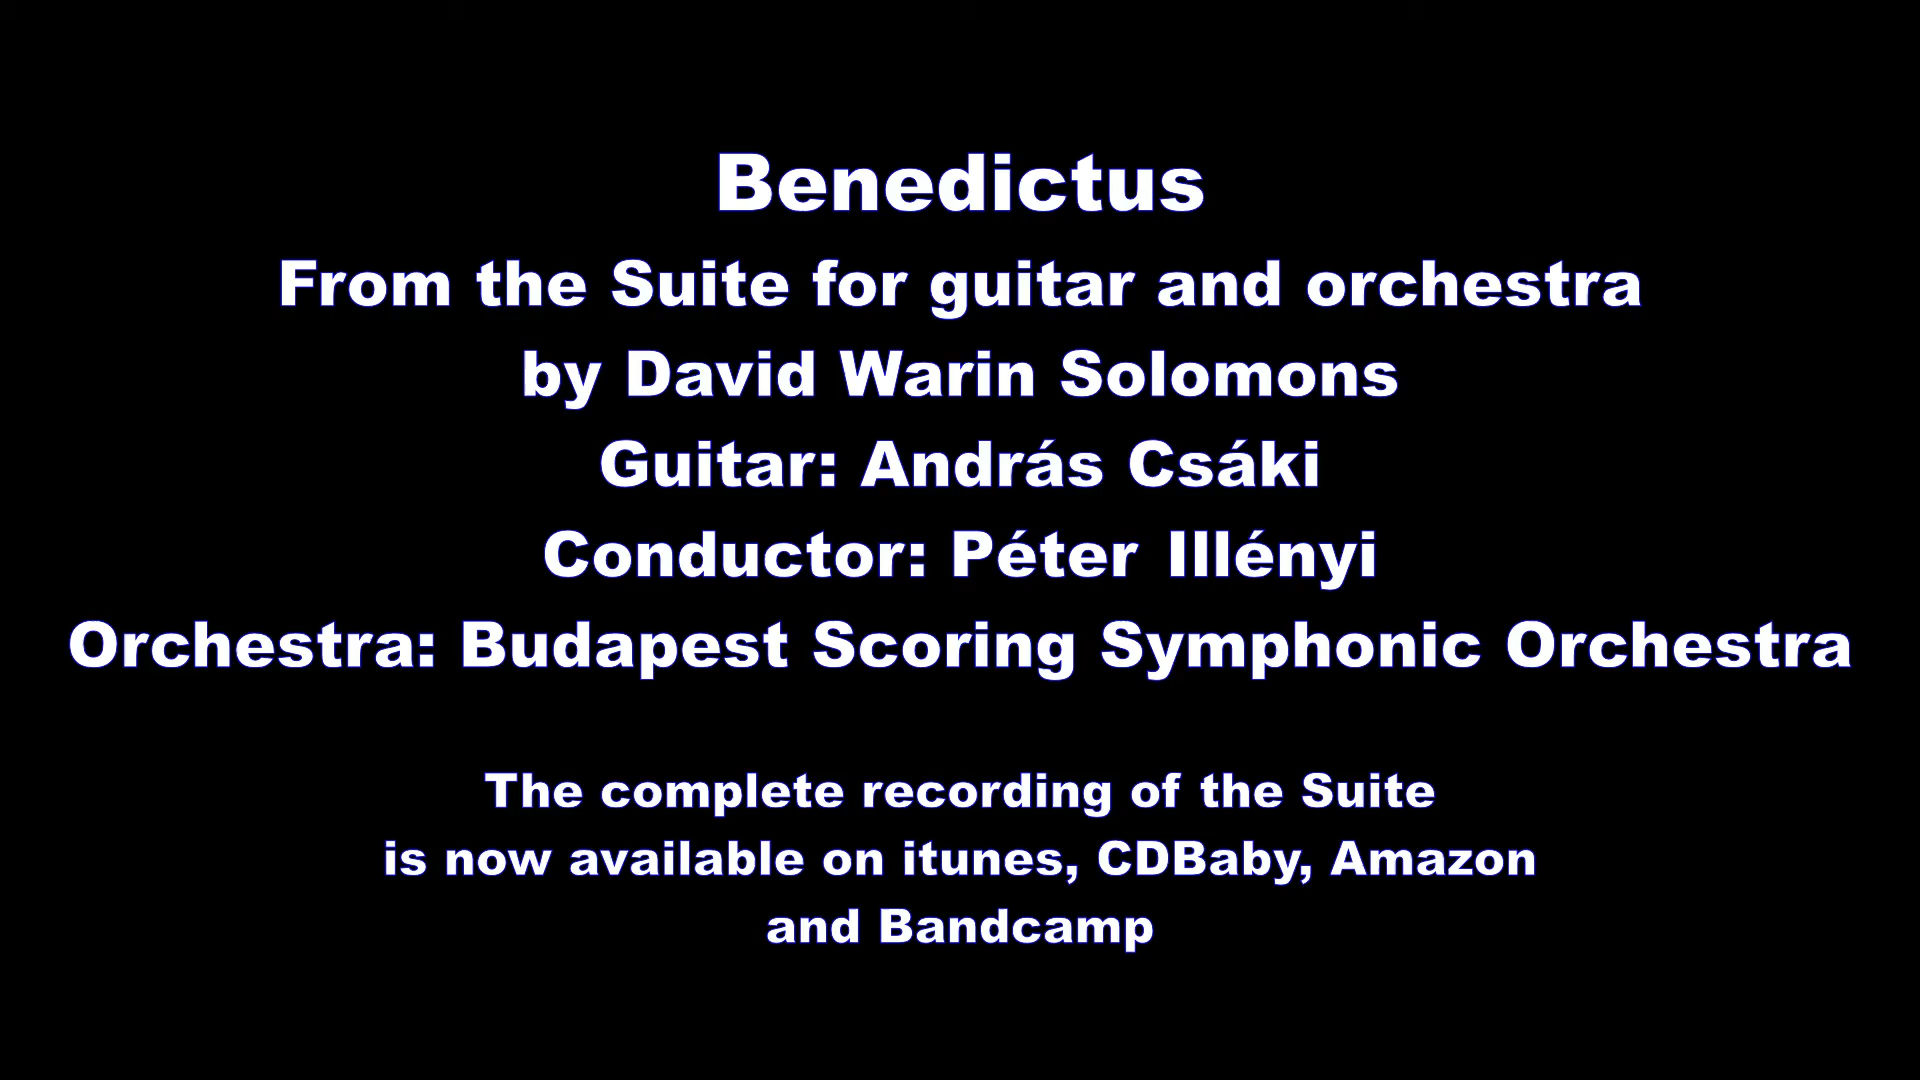 Benedictus
From the Suite for guitar and orchestra
by David Warin Solomons
Guitar: András Csáki
Conductor: Péter Illényi
Orchestra: Budapest Scoring Symphonic Orchestra
The complete recording of the Suite
is now available on itunes, CDBaby, Amazon
and Bandcamp